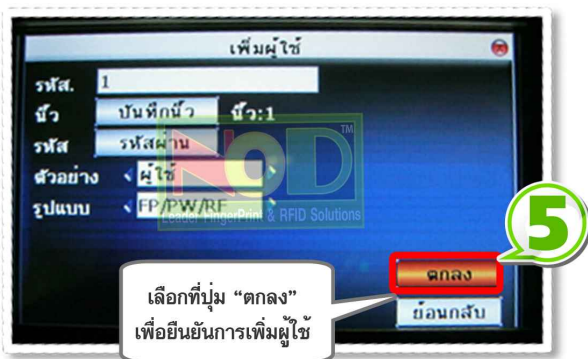 เพิ่มผู้ใช้
รหัส. 1
นิ้ว บันทึกนิ้ว นิ้ว:1
รหัส รหัสผ่าน
ตัวอย่าง ผู้ใช้
รูปแบบ FP/PW/RF
NOD TM
Leader FingerPrint & RFID Solutions
5
ตกลง
ย้อนกลับ
เลือกที่ปุ่ม “ตกลง”
เพื่อยืนยันการเพิ่มผู้ใช้